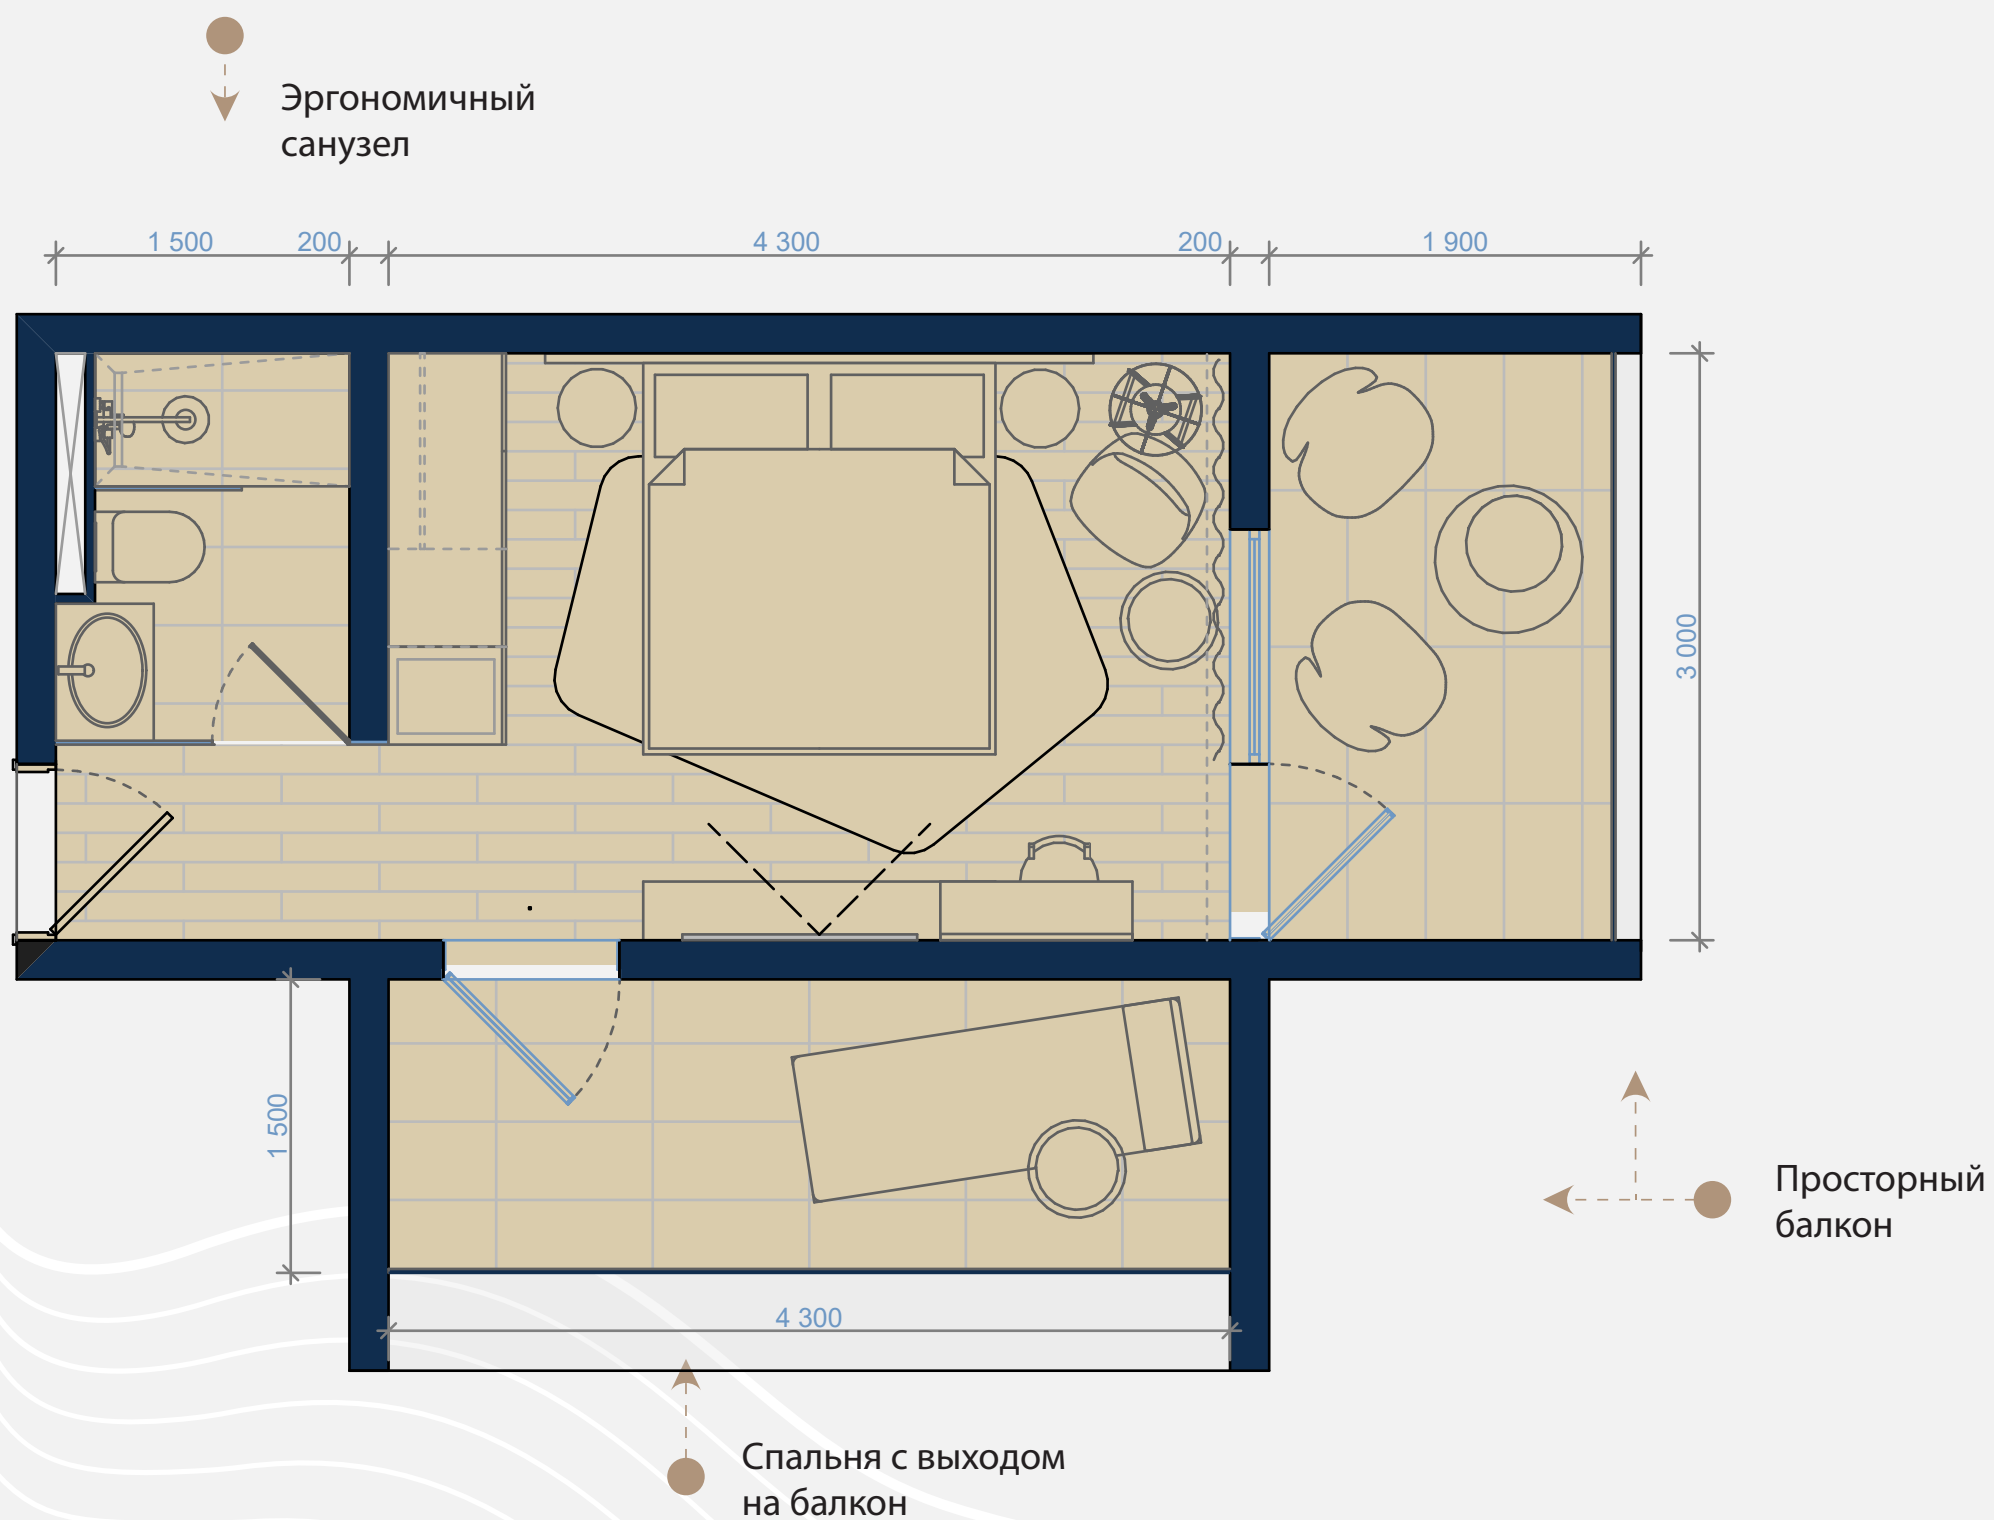 Эргономичный
санузел
1 500
200
4 300
200
1 900
3 000
1 500
Просторный
балкон
4 300
Спальня с выходом
на балкон